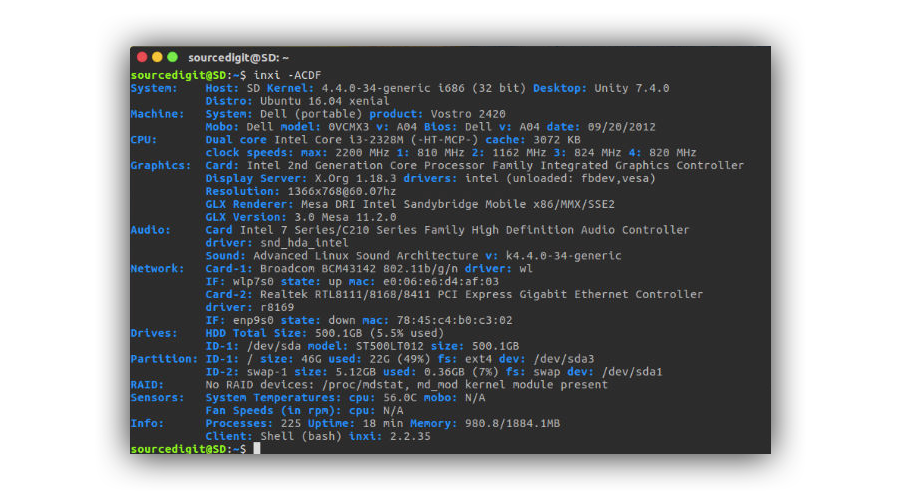 sourcedigit@SD: ~
sourcedigit@SD:~$ inxi -ACDF
System: Host: SD Kernel: 4.4.0-34-generic i686 (32 bit) Desktop: Unity 7.4.0
Distro: Ubuntu 16.04 xenial
Machine: System: Dell (portable) product: Vostro 2420
Mobo: Dell model: 0VCMX3 v: A04 Bios: Dell v: A04 date: 09/20/2012
CPU: Dual core Intel Core i3-2328M (-HT-MCP-) cache: 3072 KB
clock speeds: max: 2200 MHz 1: 810 MHz 2: 1162 MHz 3: 824 MHz 4: 820 MHz
Graphics: Card: Intel 2nd Generation Core Processor Family Integrated Graphics Controller
Display Server: X.Org 1.18.3 drivers: intel (unloaded: fbdev,vesa)
Resolution: 1366x768@60.07hz
GLX Renderer: Mesa DRI Intel Sandybridge Mobile x86/MMX/SSE2
GLX Version: 3.0 Mesa 11.2.0
Audio: Card Intel 7 Series/C210 Series Family High Definition Audio Controller
driver: snd_hda_intel
Sound: Advanced Linux Sound Architecture v: k4.4.0-34-generic
Network: Card-1: Broadcom BCM43142 802.11b/g/n driver: wl
IF: wlp7s0 state: up mac: e0:06:e6:d4:af:03
Card-2: Realtek RTL8111/8168/8411 PCI Express Gigabit Ethernet Controller
driver: r8169
IF: enp9s0 state: down mac: 78:45:c4:b0:c3:02
Drives: HDD Total Size: 500.1GB (5.5% used)
ID-1: /dev/sda model: ST500LT012 size: 500.1GB
Partition: ID-1: / size: 46G used: 22G (49%) fs: ext4 dev: /dev/sda3
ID-2: swap-1 size: 5.12GB used: 0.36GB (7%) fs: swap dev: /dev/sda1
RAID: No RAID devices: /proc/mdstat, md_mod kernel module present
Sensors: System Temperatures: cpu: 56.0C mobo: N/A
Fan Speeds (in rpm): cpu: N/A
Info: Processes: 225 Uptime: 18 min Memory: 980.8/1884.1MB
Client: Shell (bash) inxi: 2.2.35
sourcedigit@SD:~$